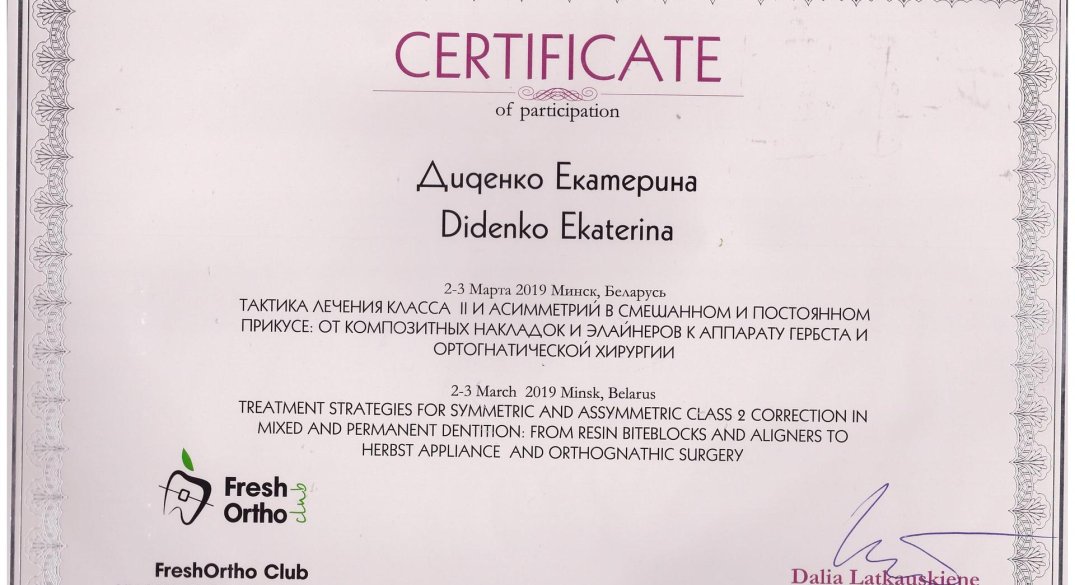 CERTIFICATE
of participation
Диденко Екатерина
Didenko Ekaterina
2-3 Марта 2019 Минск, Беларусь
ТАКТИКА ЛЕЧЕНИЯ КЛАССА II И АСИММЕТРИЙ В СМЕШАННОМ И ПОСТОЯННОМ
ПРИКУСЕ: ОТ КОМПОЗИТНЫХ НАКЛАДОК И ЭЛАЙНЕРОВ К АППАРАТУ ГЕРБСТА И
ОРТОГНАТИЧЕСКОЙ ХИРУРГИИ
2-3 March 2019 Minsk, Belarus
TREATMENT STRATEGIES FOR SYMMETRIC AND ASSYMMETRIC CLASS 2 CORRECTION IN
MIXED AND PERMANENT DENTITION: FROM RESIN BITEBLOCKS AND ALIGNERS TO
HERBST APPLIANCE AND ORTHOGNATHIC SURGERY
Fresh
Ortho club
FreshOrtho Club
Dalia Latkauskiene